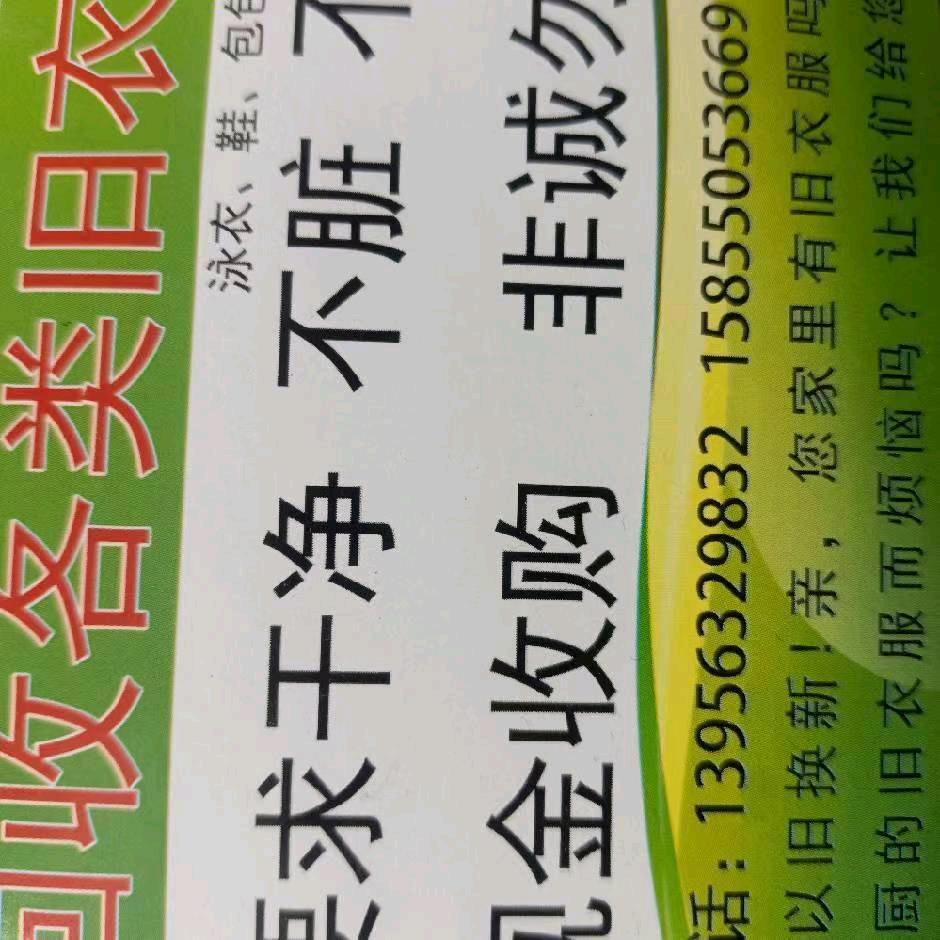 回收各类旧衣
泳衣、鞋、包包
要求干净 不脏 不
现金收购 非诚勿
话：13956329832 15855053669
以旧换新！亲，您家里有旧衣服吗
厨的旧衣服而烦恼吗？让我们给您